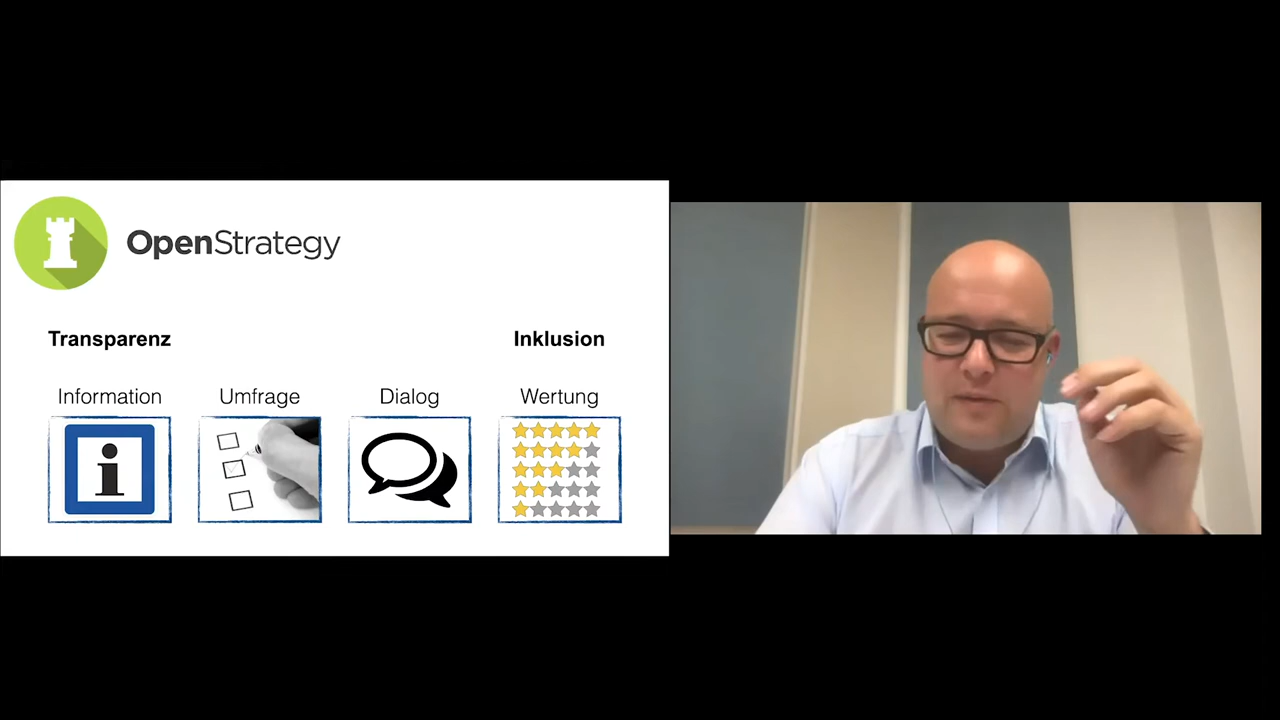 OpenStrategy
Transparenz Inklusion
Information Umfrage Dialog Wertung